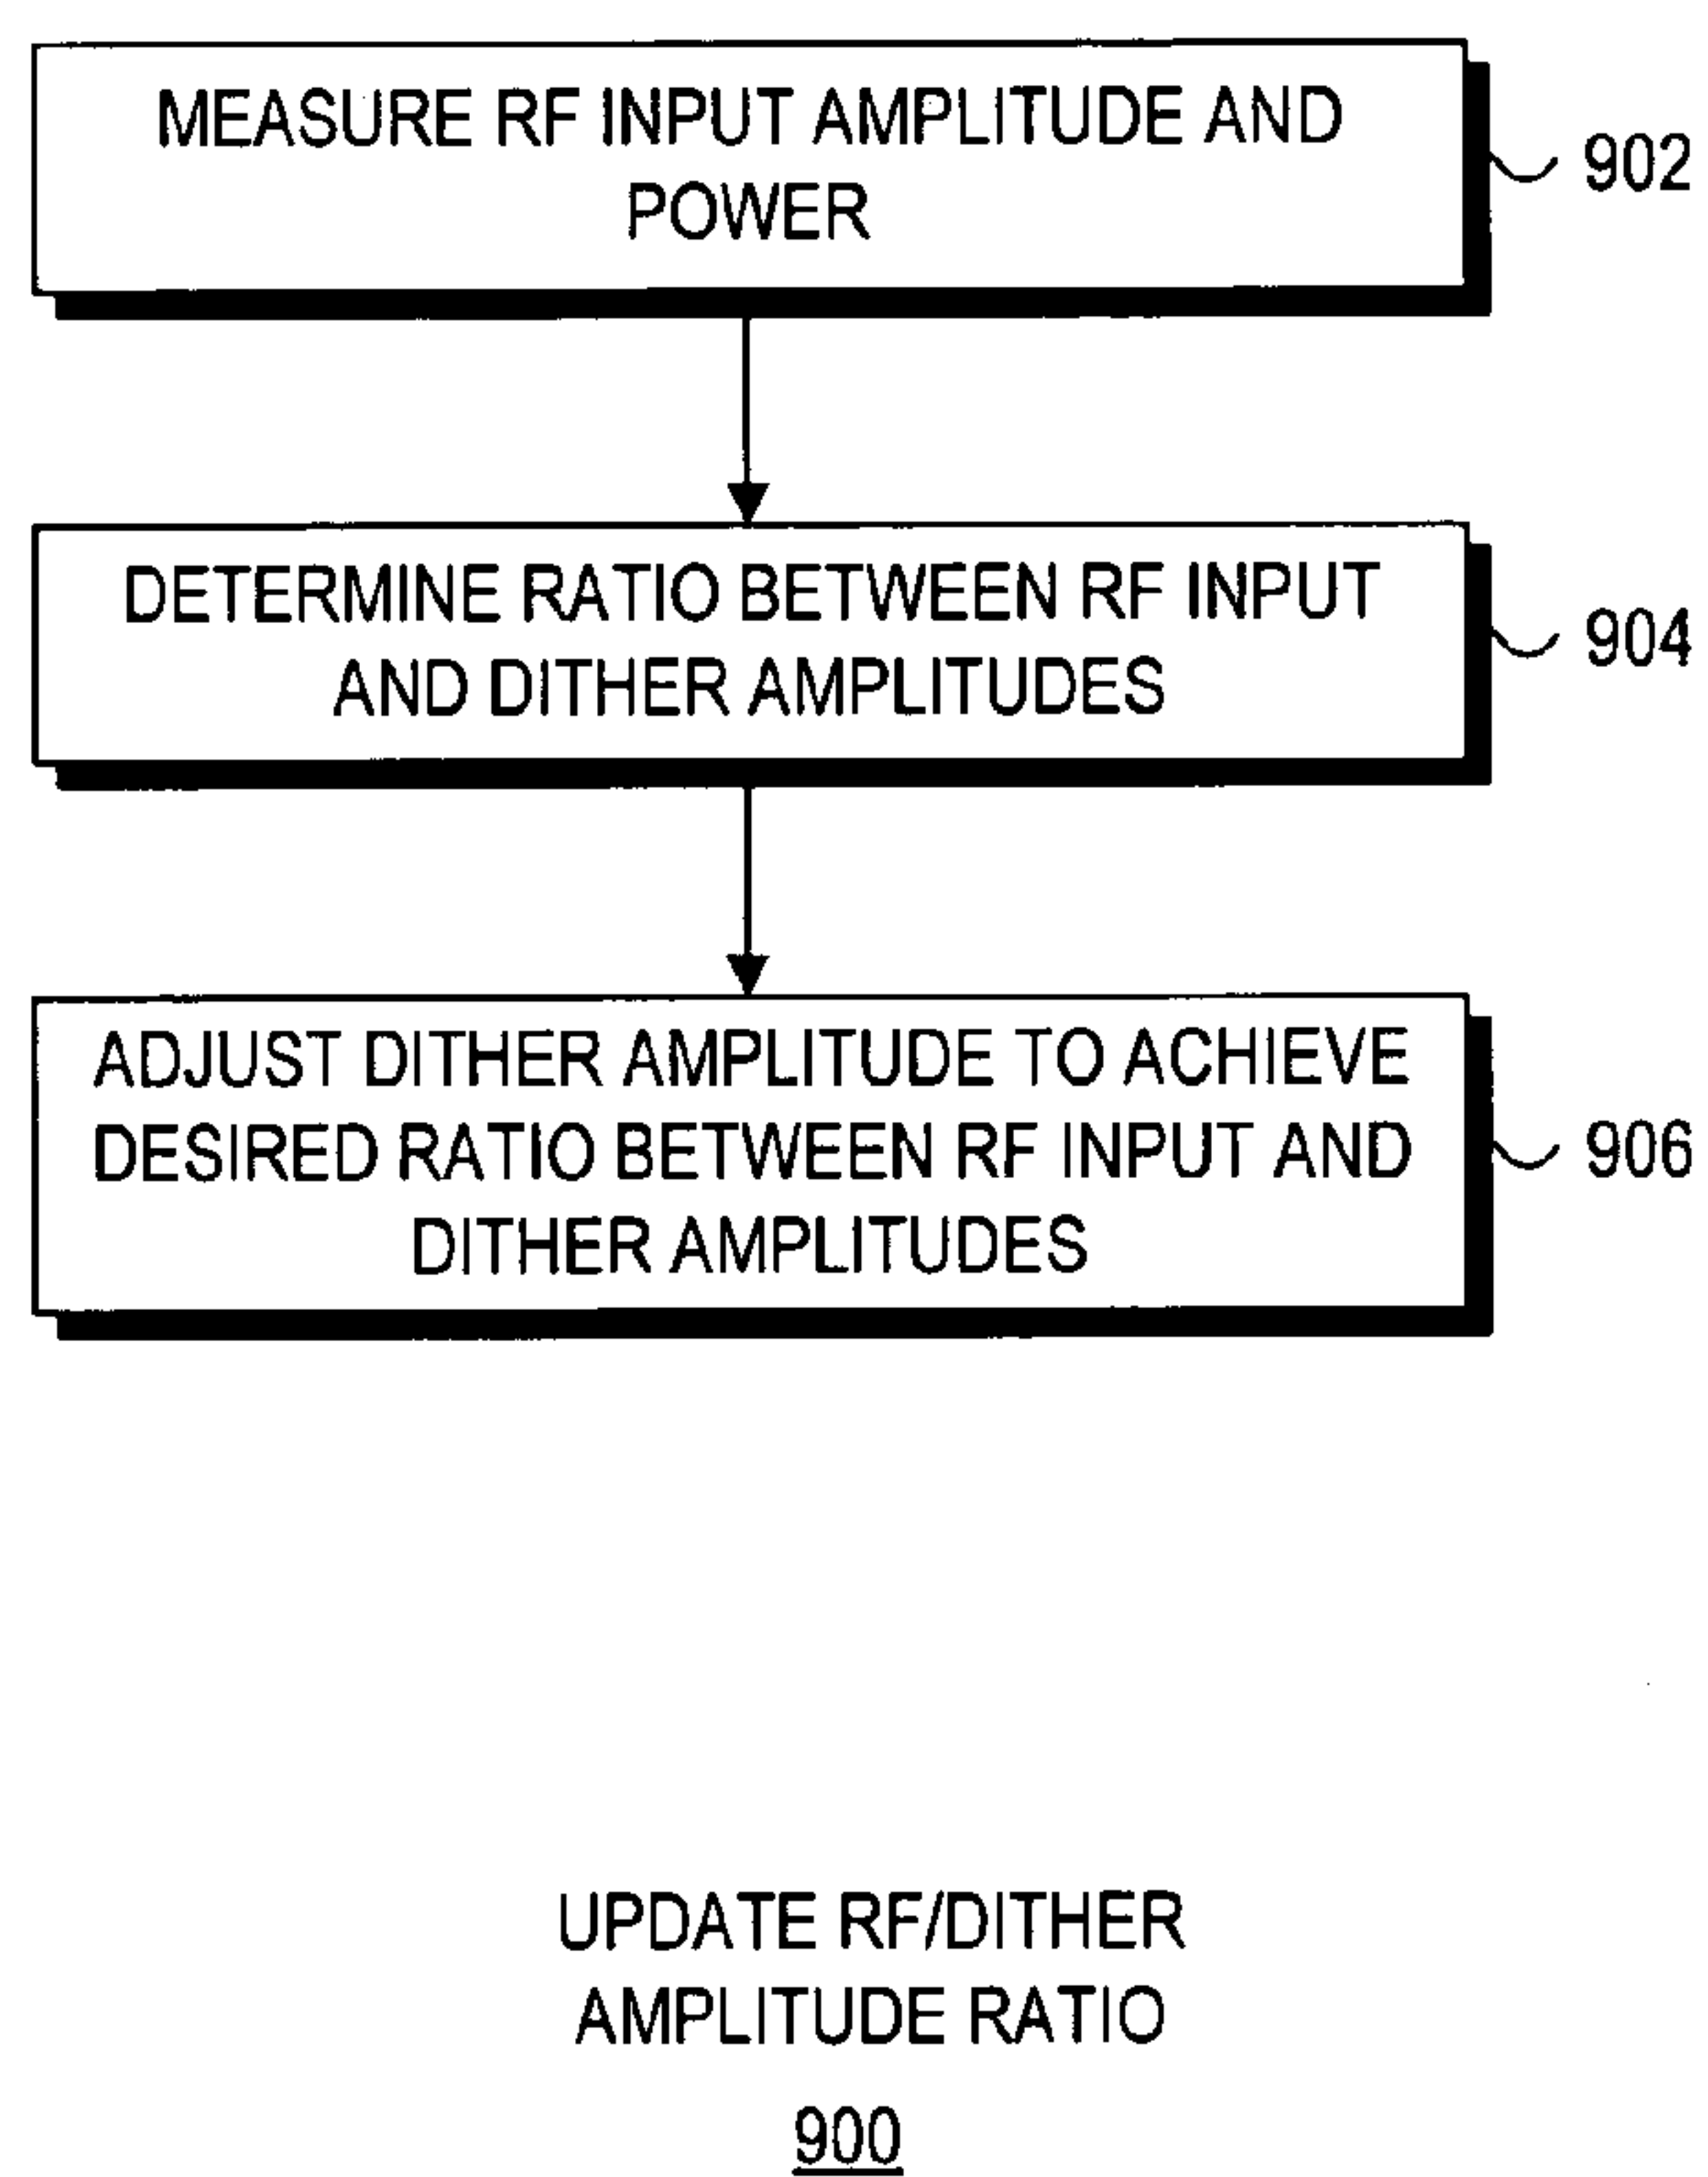 MEASURE RF INPUT AMPLITUDE AND
POWER
902
DETERMINE RATIO BETWEEN RF INPUT
AND DITHER AMPLITUDES
904
ADJUST DITHER AMPLITUDE TO ACHIEVE
DESIRED RATIO BETWEEN RF INPUT AND
DITHER AMPLITUDES
906
UPDATE RF/DITHER
AMPLITUDE RATIO
900